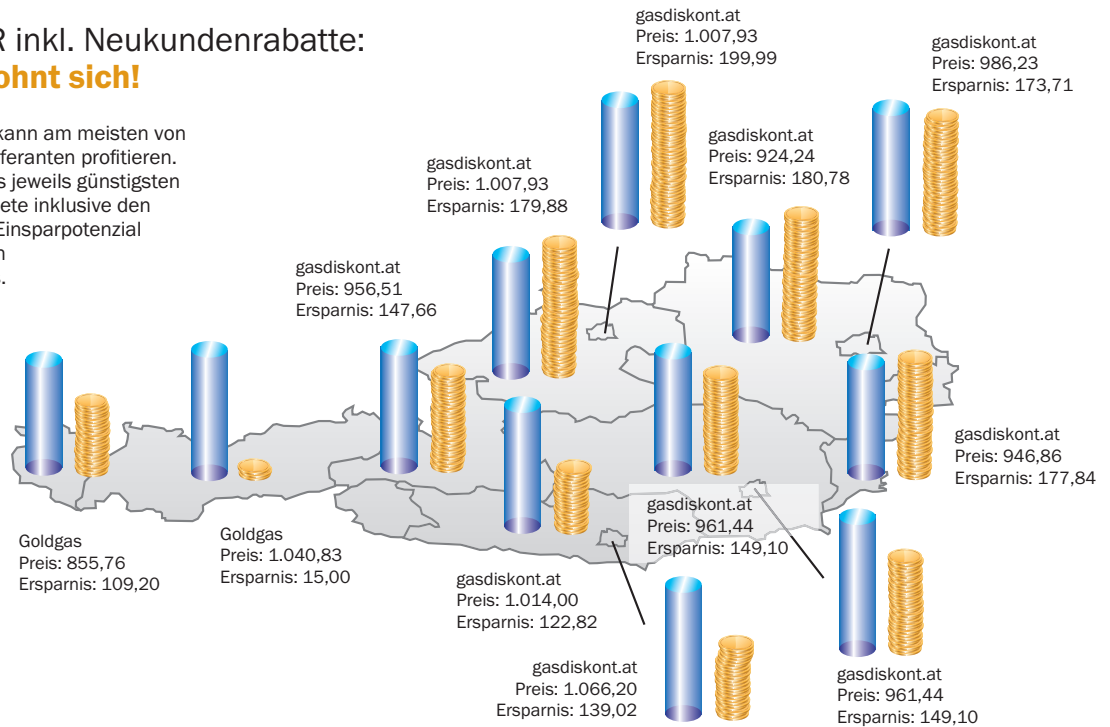 R inkl. Neukundenrabatte:
ohnt sich!
kann am meisten von
feranten profitieren.
s jeweils günstigsten
ete inklusive den
Einsparpotenzial
gasdiskont.at
Preis: 1.007,93
Ersparnis: 199,99
gasdiskont.at
Preis: 986,23
Ersparnis: 173,71
gasdiskont.at
Preis: 924,24
Ersparnis: 180,78
gasdiskont.at
Preis: 1.007,93
Ersparnis: 179,88
gasdiskont.at
Preis: 956,51
Ersparnis: 147,66
Goldgas
Preis: 855,76
Ersparnis: 109,20
Goldgas
Preis: 1.040,83
Ersparnis: 15,00
gasdiskont.at
Preis: 1.014,00
Ersparnis: 122,82
gasdiskont.at
Preis: 961,44
Ersparnis: 149,10
gasdiskont.at
Preis: 946,86
Ersparnis: 177,84
gasdiskont.at
Preis: 1.066,20
Ersparnis: 139,02
gasdiskont.at
Preis: 961,44
Ersparnis: 149,10